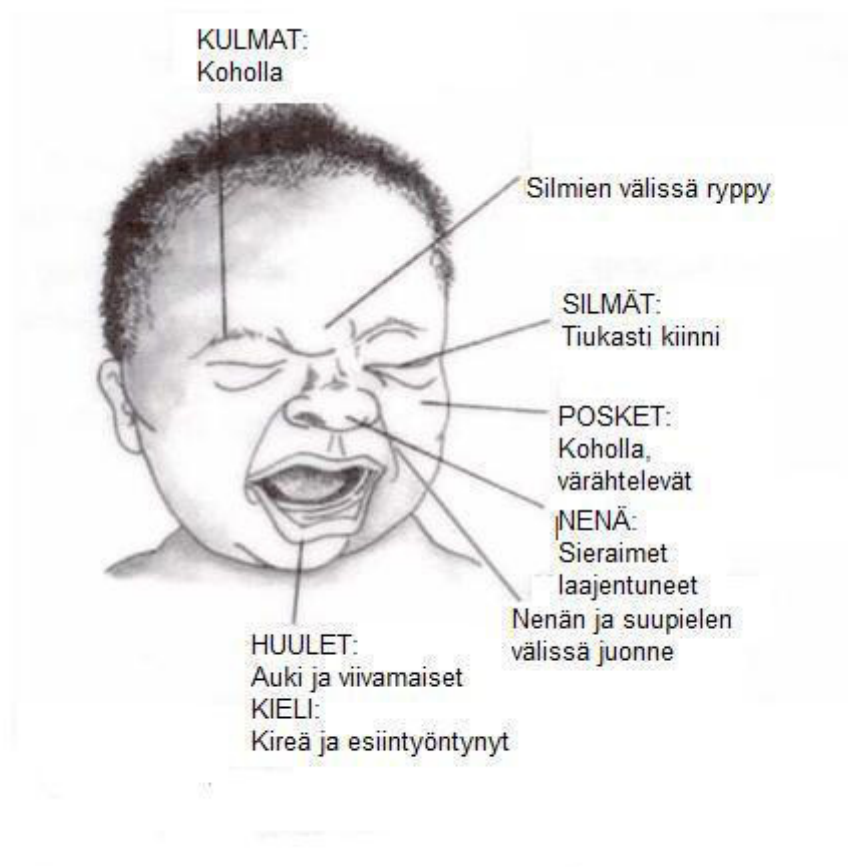 KULMAT:
Koholla
Silmien välissä ryppy
SILMÄT:
Tiukasti kiinni
POSKET:
Koholla,
värähtelevät
NENÄ:
Sieraimet
laajentuneet
Nenän ja suupielen
välissä juonne
HUULET:
Auki ja viivamaiset
KIELI:
Kireä ja esiintyöntynyt